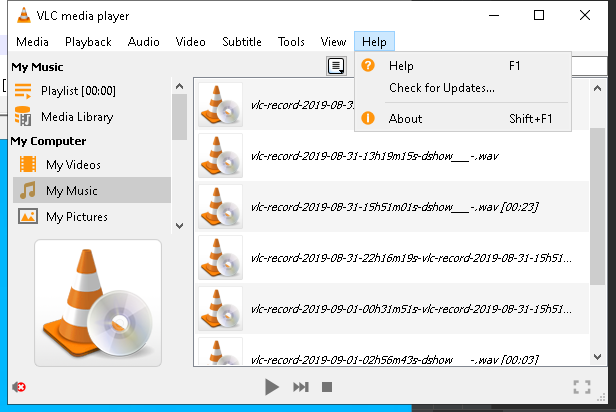 VLC media player
Media Playback Audio Video Subtitle Tools View Help
My Music
Playlist [00:00]
Media Library
My Computer
My Videos
My Music
My Pictures
Help F1
Check for Updates...
About Shift+F1
vlc-record-2019-08-3
vlc-record-2019-08-31-13h19m15s-dshow___-.wav
vlc-record-2019-08-31-15h51m01s-dshow___-.wav [00:23]
vlc-record-2019-08-31-22h16m19s-vlc-record-2019-08-31-15h51...
vlc-record-2019-09-01-00h31m51s-vlc-record-2019-08-31-15h51...
vlc-record-2019-09-01-02h56m43s-dshow___-.wav [00:03]